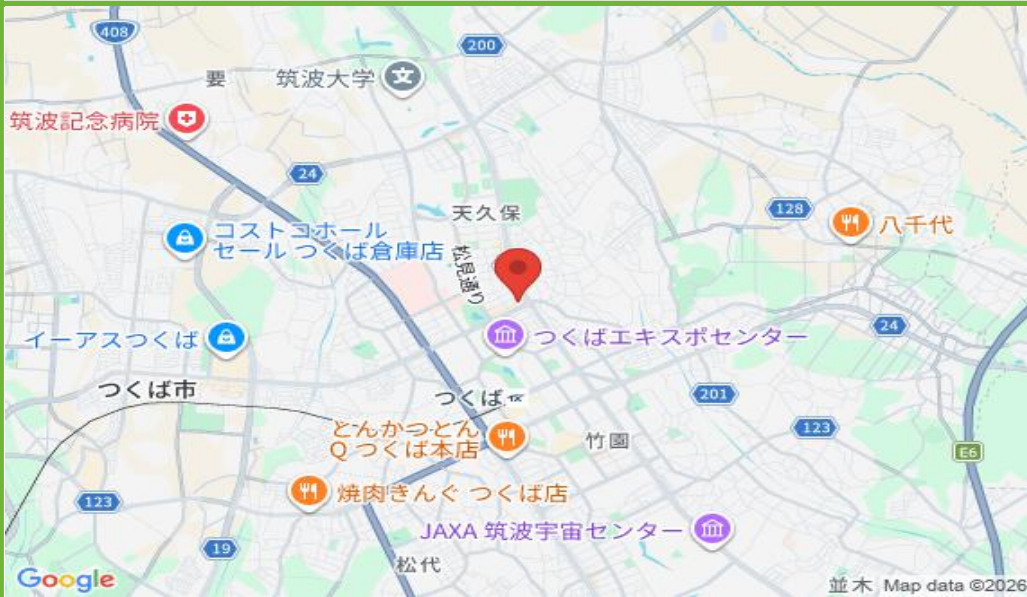 408
200
要
筑波大学
文
筑波記念病院
24
天久保
128
八千代
コストコホール
セール つくば倉庫店
松見通り
24
イーアスつくば
つくばエキスポセンター
つくば市
つくば
201
とんかつとん
Q つくば本店
竹園
123
E6
焼肉きんぐ つくば店
123
JAXA 筑波宇宙センター
19
松代
Google
並木 Map data ©2026